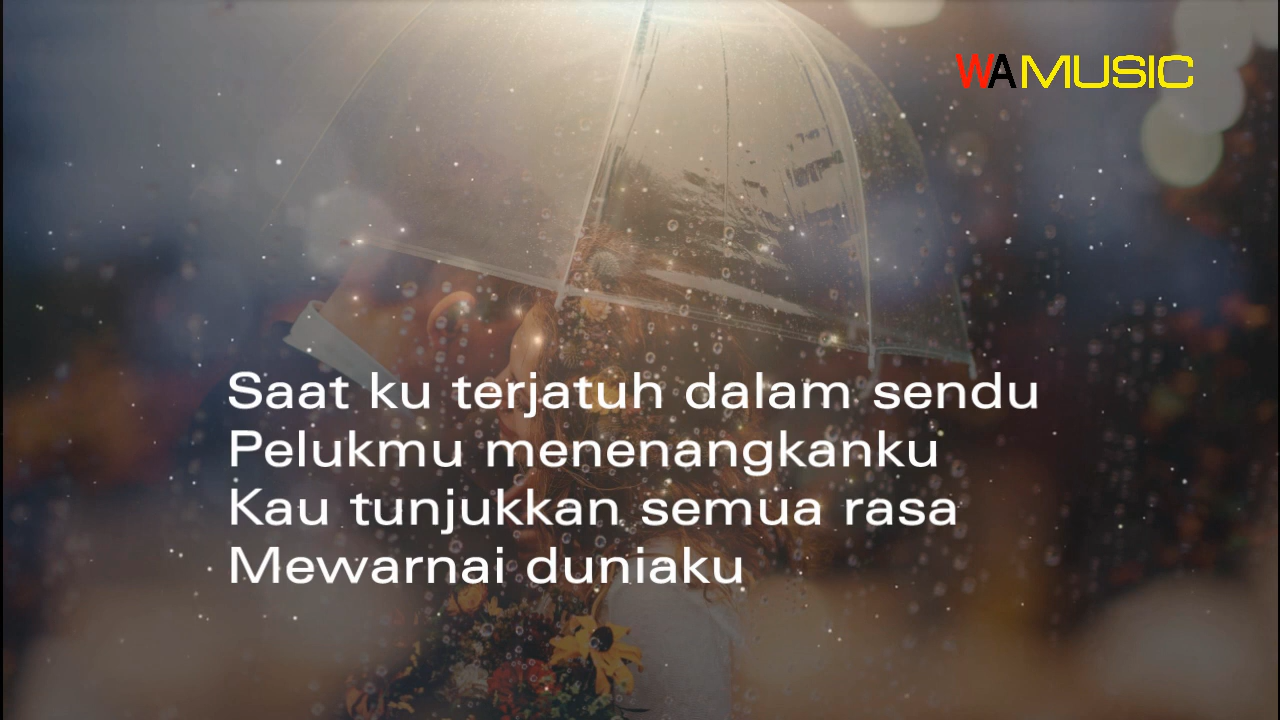 WAMUSIC
Saat ku terjatuh dalam sendu
Pelukmu menenangkanku
Kau tunjukkan semua rasa
Mewarnai duniaku